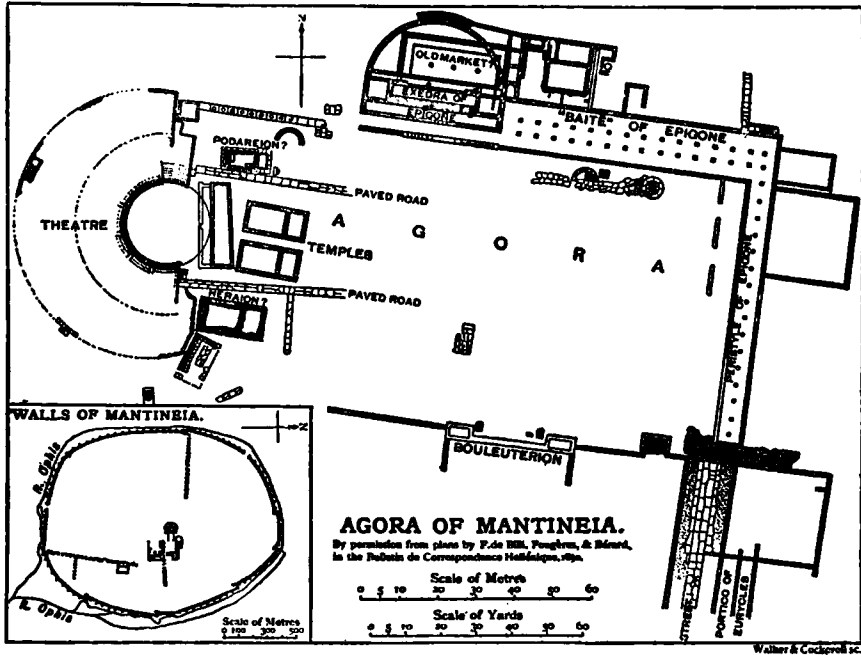 N
OLD MARKET?
EXEDRA OF
EPIGONE
"BAITE" OF EPIGONE
PODAREION?
PAVED ROAD
THEATRE
A G O R A
TEMPLES
PERISTYLE OF EPIGONE
PAVED ROAD
HERAION?
BOULEUTERION
WALLS OF MANTINEIA.
N
R. Ophis
R. Ophis
Scale of Metres
0 100 300 500
AGORA OF MANTINEIA.
By permission from plans by F. de Bill, Fougères, & Bérard,
in the Bulletin de Correspondance Hellénique, 1890.
Scale of Metres
0 5 10 20 30 40 50 60
Scale of Yards
0 5 10 20 30 40 50 60
STREET
PORTICO OF
EURYCLES
Walker & Cockerell sc.